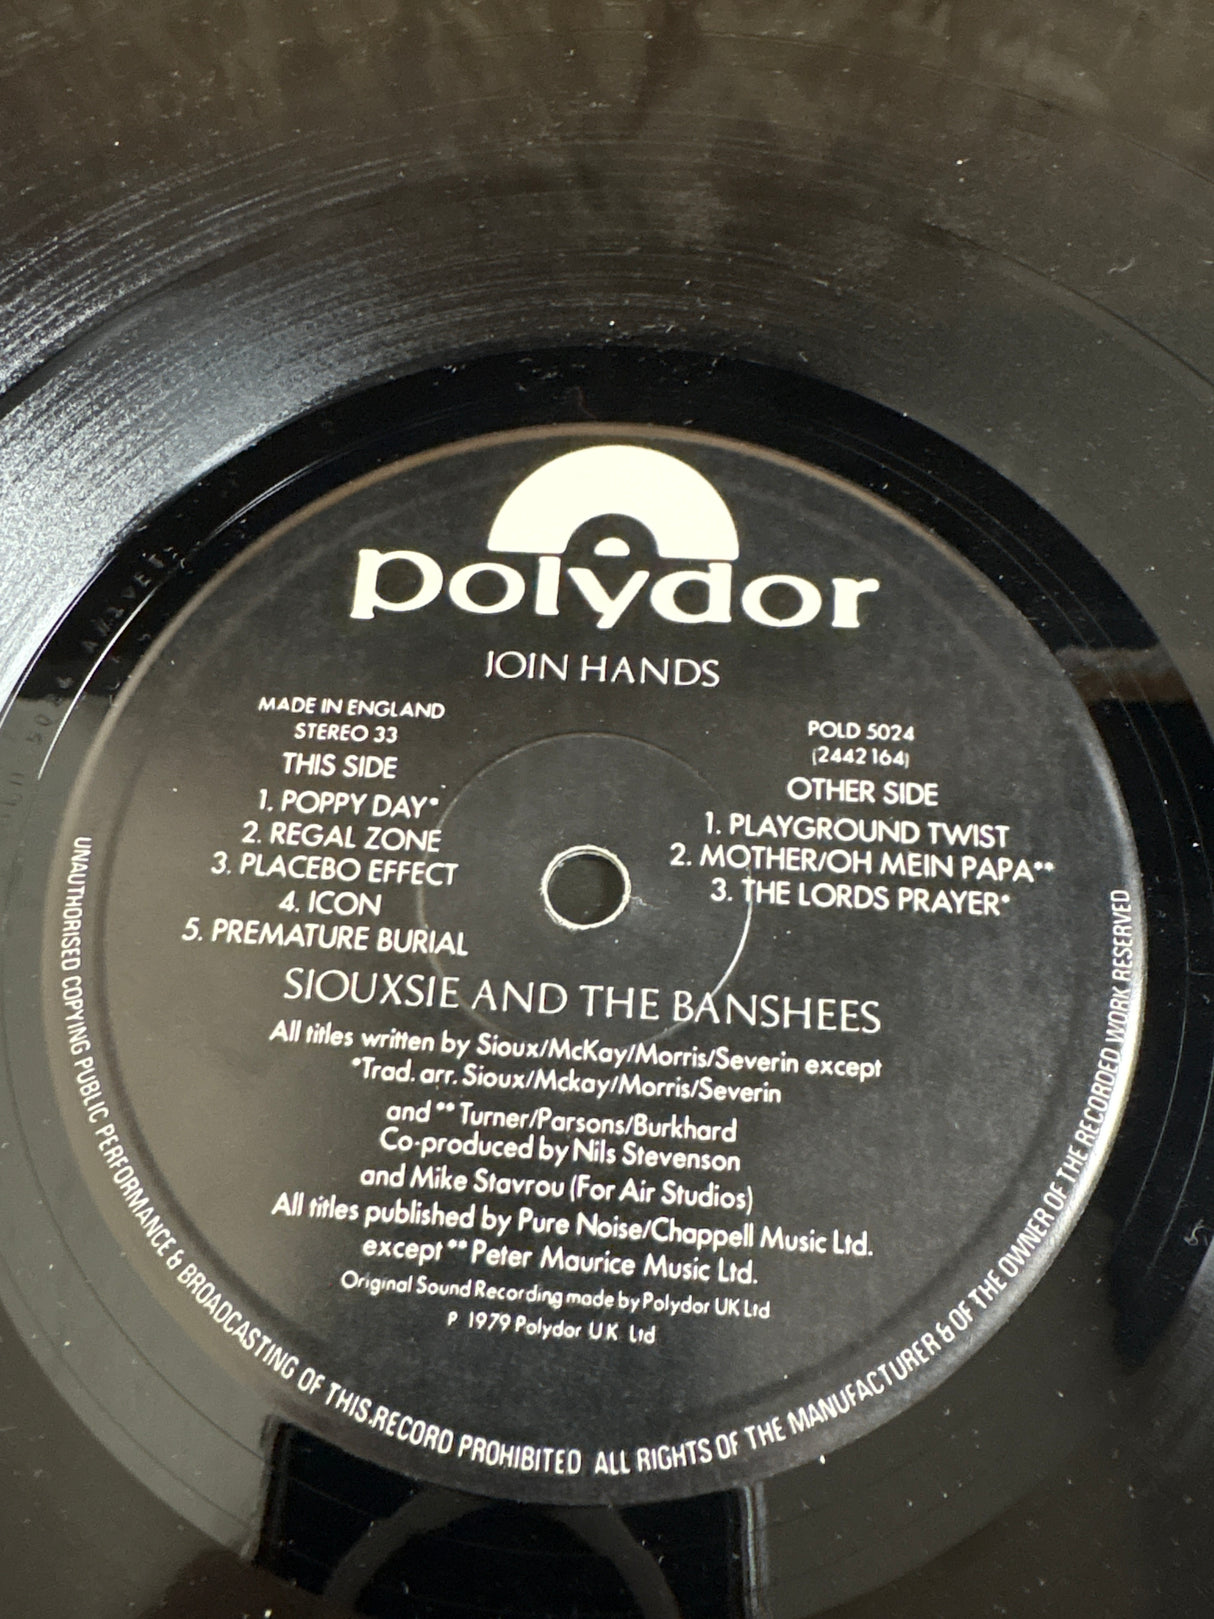 polydor
JOIN HANDS
MADE IN ENGLAND
STEREO 33
THIS SIDE
1. POPPY DAY*
2. REGAL ZONE
3. PLACEBO EFFECT
4. ICON
5. PREMATURE BURIAL
POLD 5024
(2442 164)
OTHER SIDE
1. PLAYGROUND TWIST
2. MOTHER/OH MEIN PAPA**
3. THE LORDS PRAYER*
SIOUXSIE AND THE BANSHEES
All titles written by Sioux/McKay/Morris/Severin except
*Trad. arr. Sioux/Mckay/Morris/Severin
and ** Turner/Parsons/Burkhard
Co-produced by Nils Stevenson
and Mike Stavrou (For Air Studios)
All titles published by Pure Noise/Chappell Music Ltd.
except ** Peter Maurice Music Ltd.
Original Sound Recording made by Polydor UK Ltd
P 1979 Polydor UK Ltd
UNAUTHORISED COPYING PUBLIC PERFORMANCE & BROADCASTING OF THIS RECORD PROHIBITED ALL RIGHTS OF THE MANUFACTURER & OF THE OWNER OF THE RECORDED WORK RESERVED